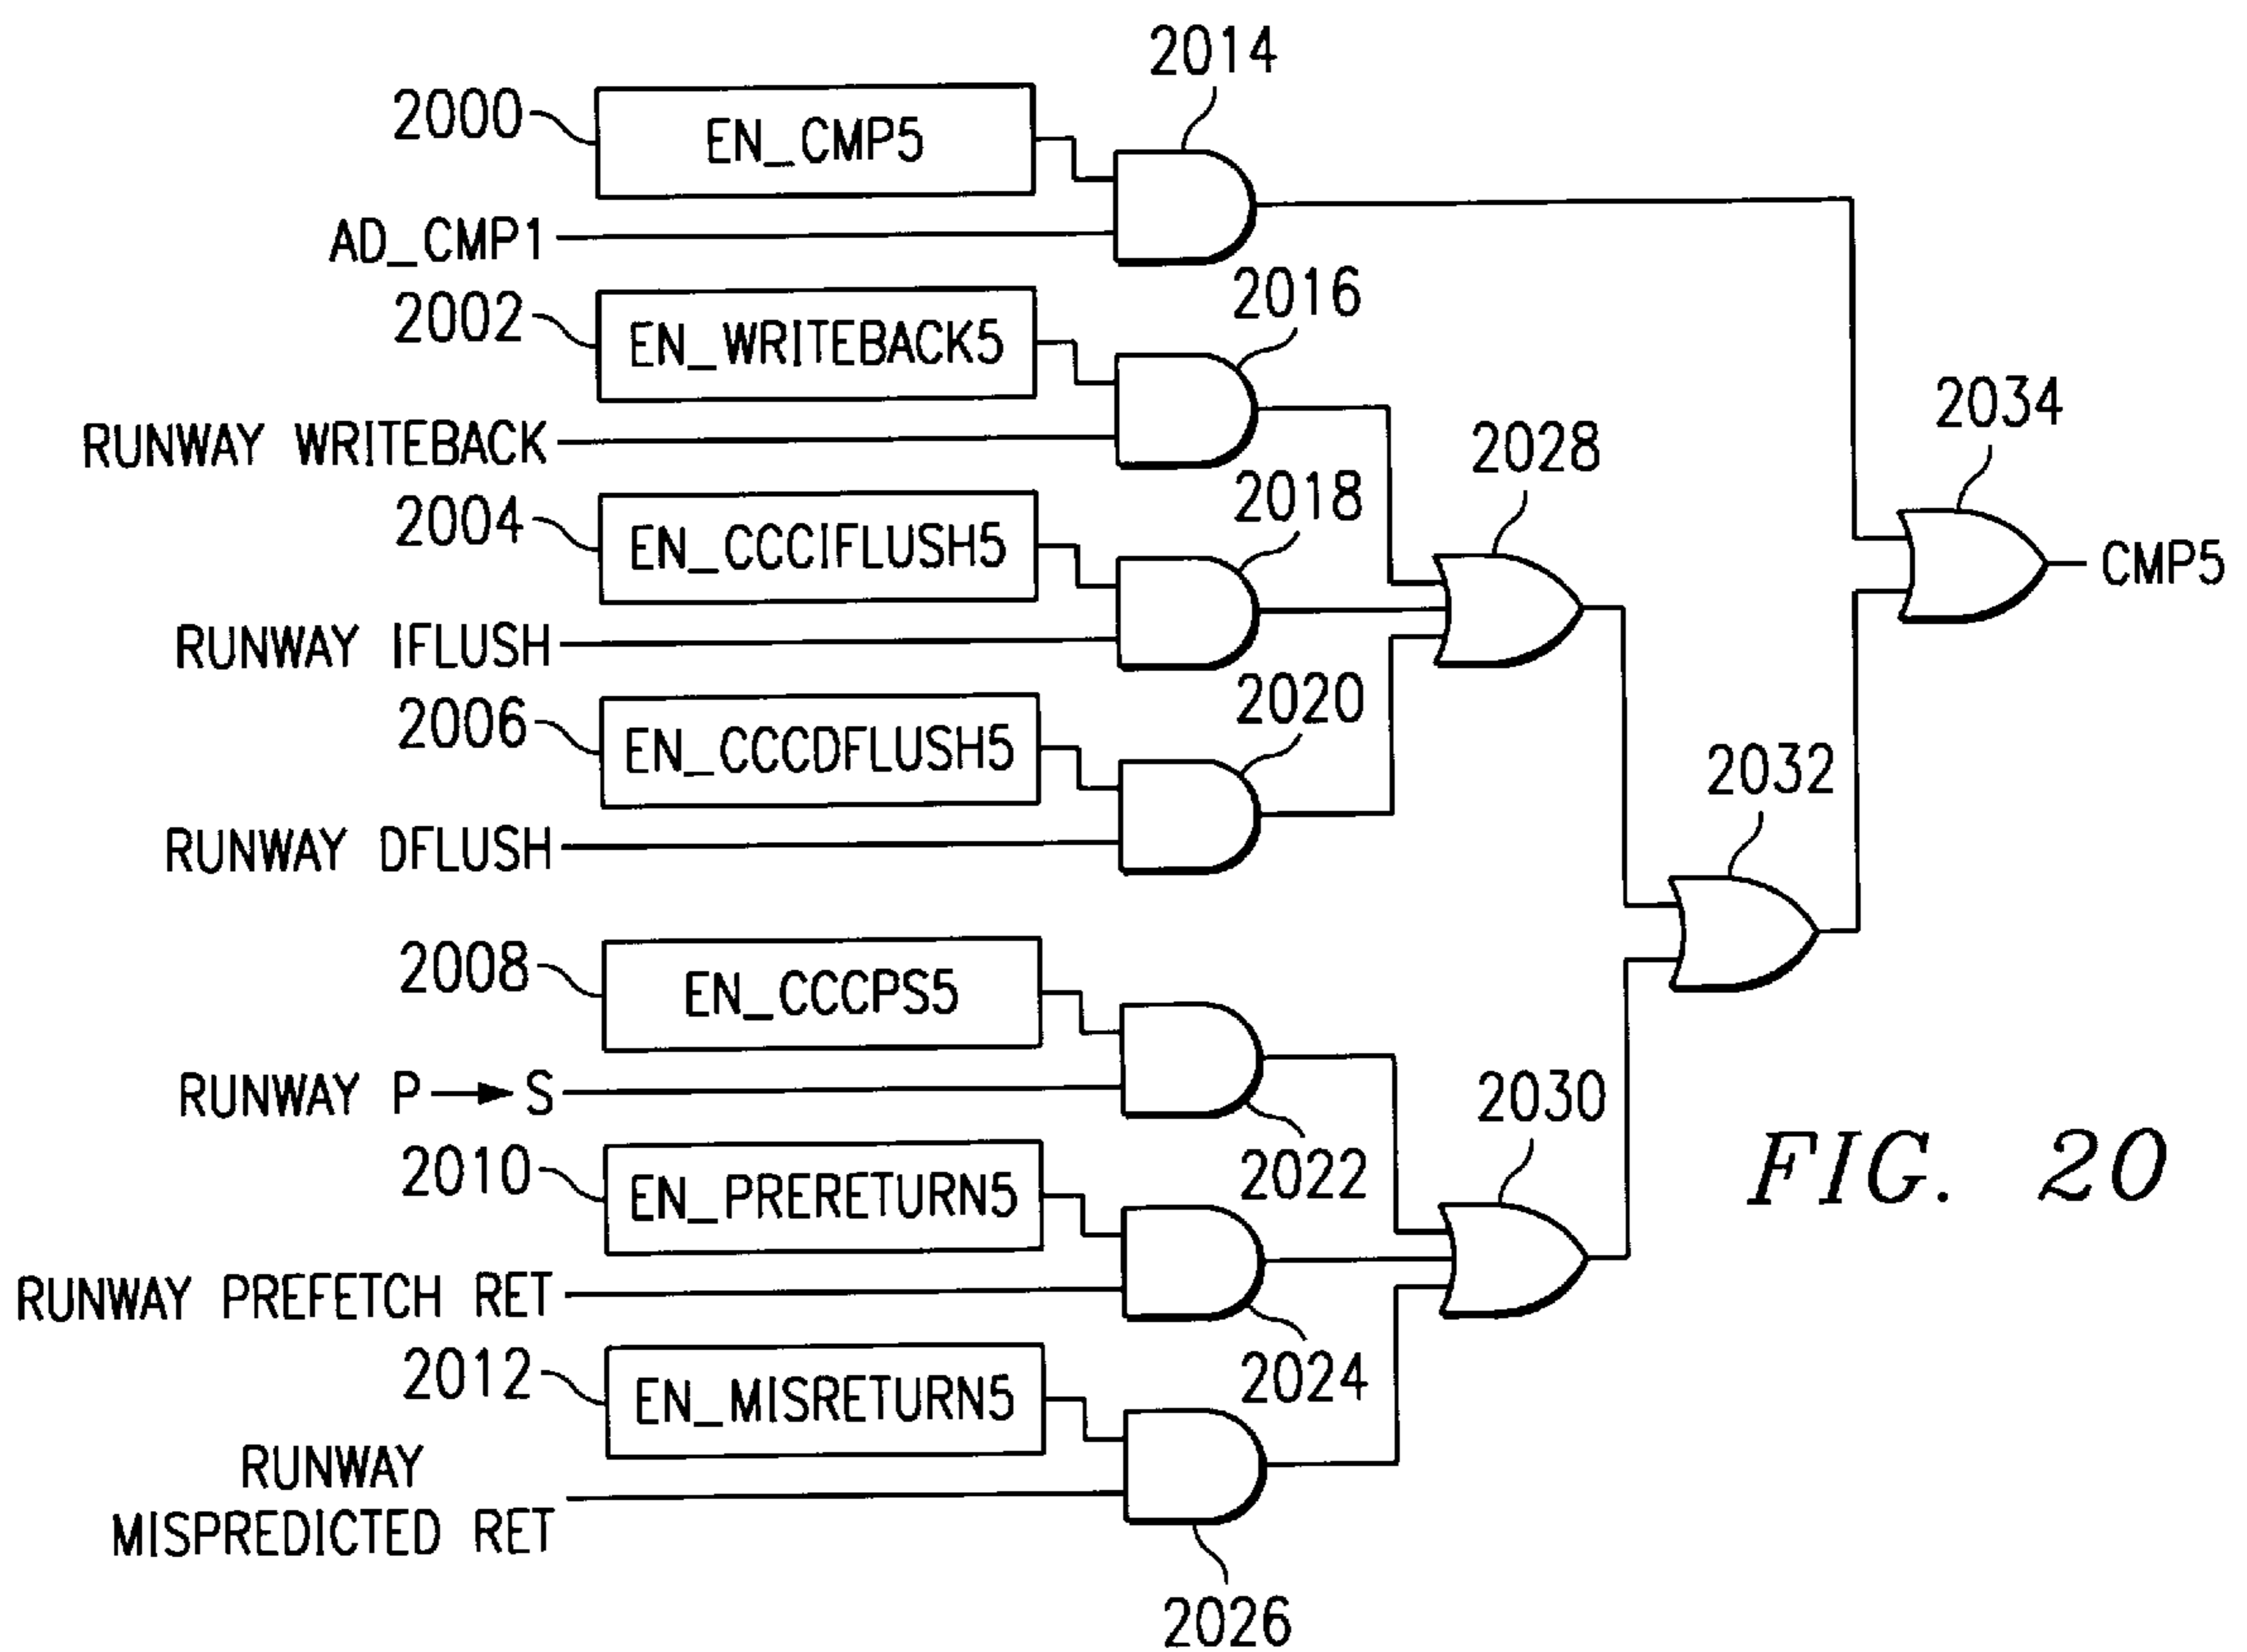 2014
2000
EN_CMP5
AD_CMP1
2002
EN_WRITEBACK5
2016
RUNWAY WRITEBACK
2004
EN_CCCIFLUSH5
2018
2028
2034
CMP5
RUNWAY IFLUSH
2006
EN_CCCDFLUSH5
2020
RUNWAY DFLUSH
2032
2008
EN_CCCPS5
RUNWAY P → S
2022
2030
2010
EN_PRERETURN5
FIG. 20
RUNWAY PREFETCH RET
2012
EN_MISRETURN5
2024
RUNWAY
MISPREDICTED RET
2026